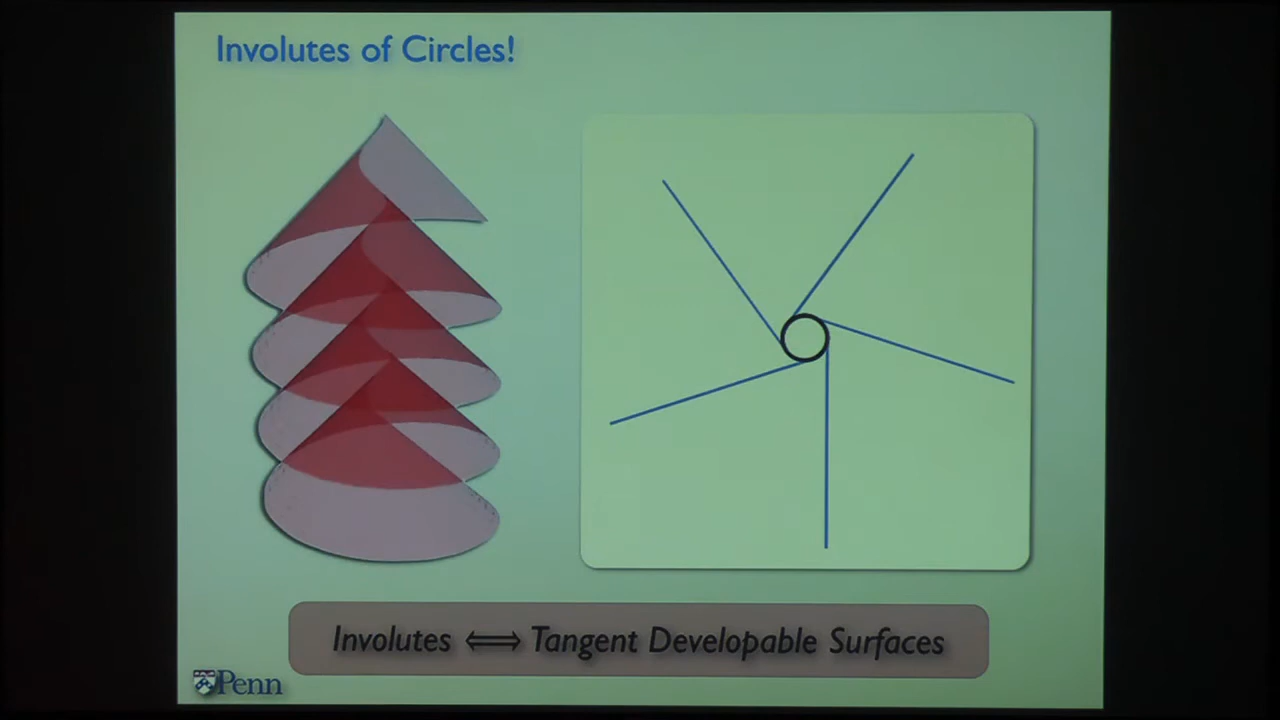 Involutes of Circles!
Involutes ⟺ Tangent Developable Surfaces
Penn